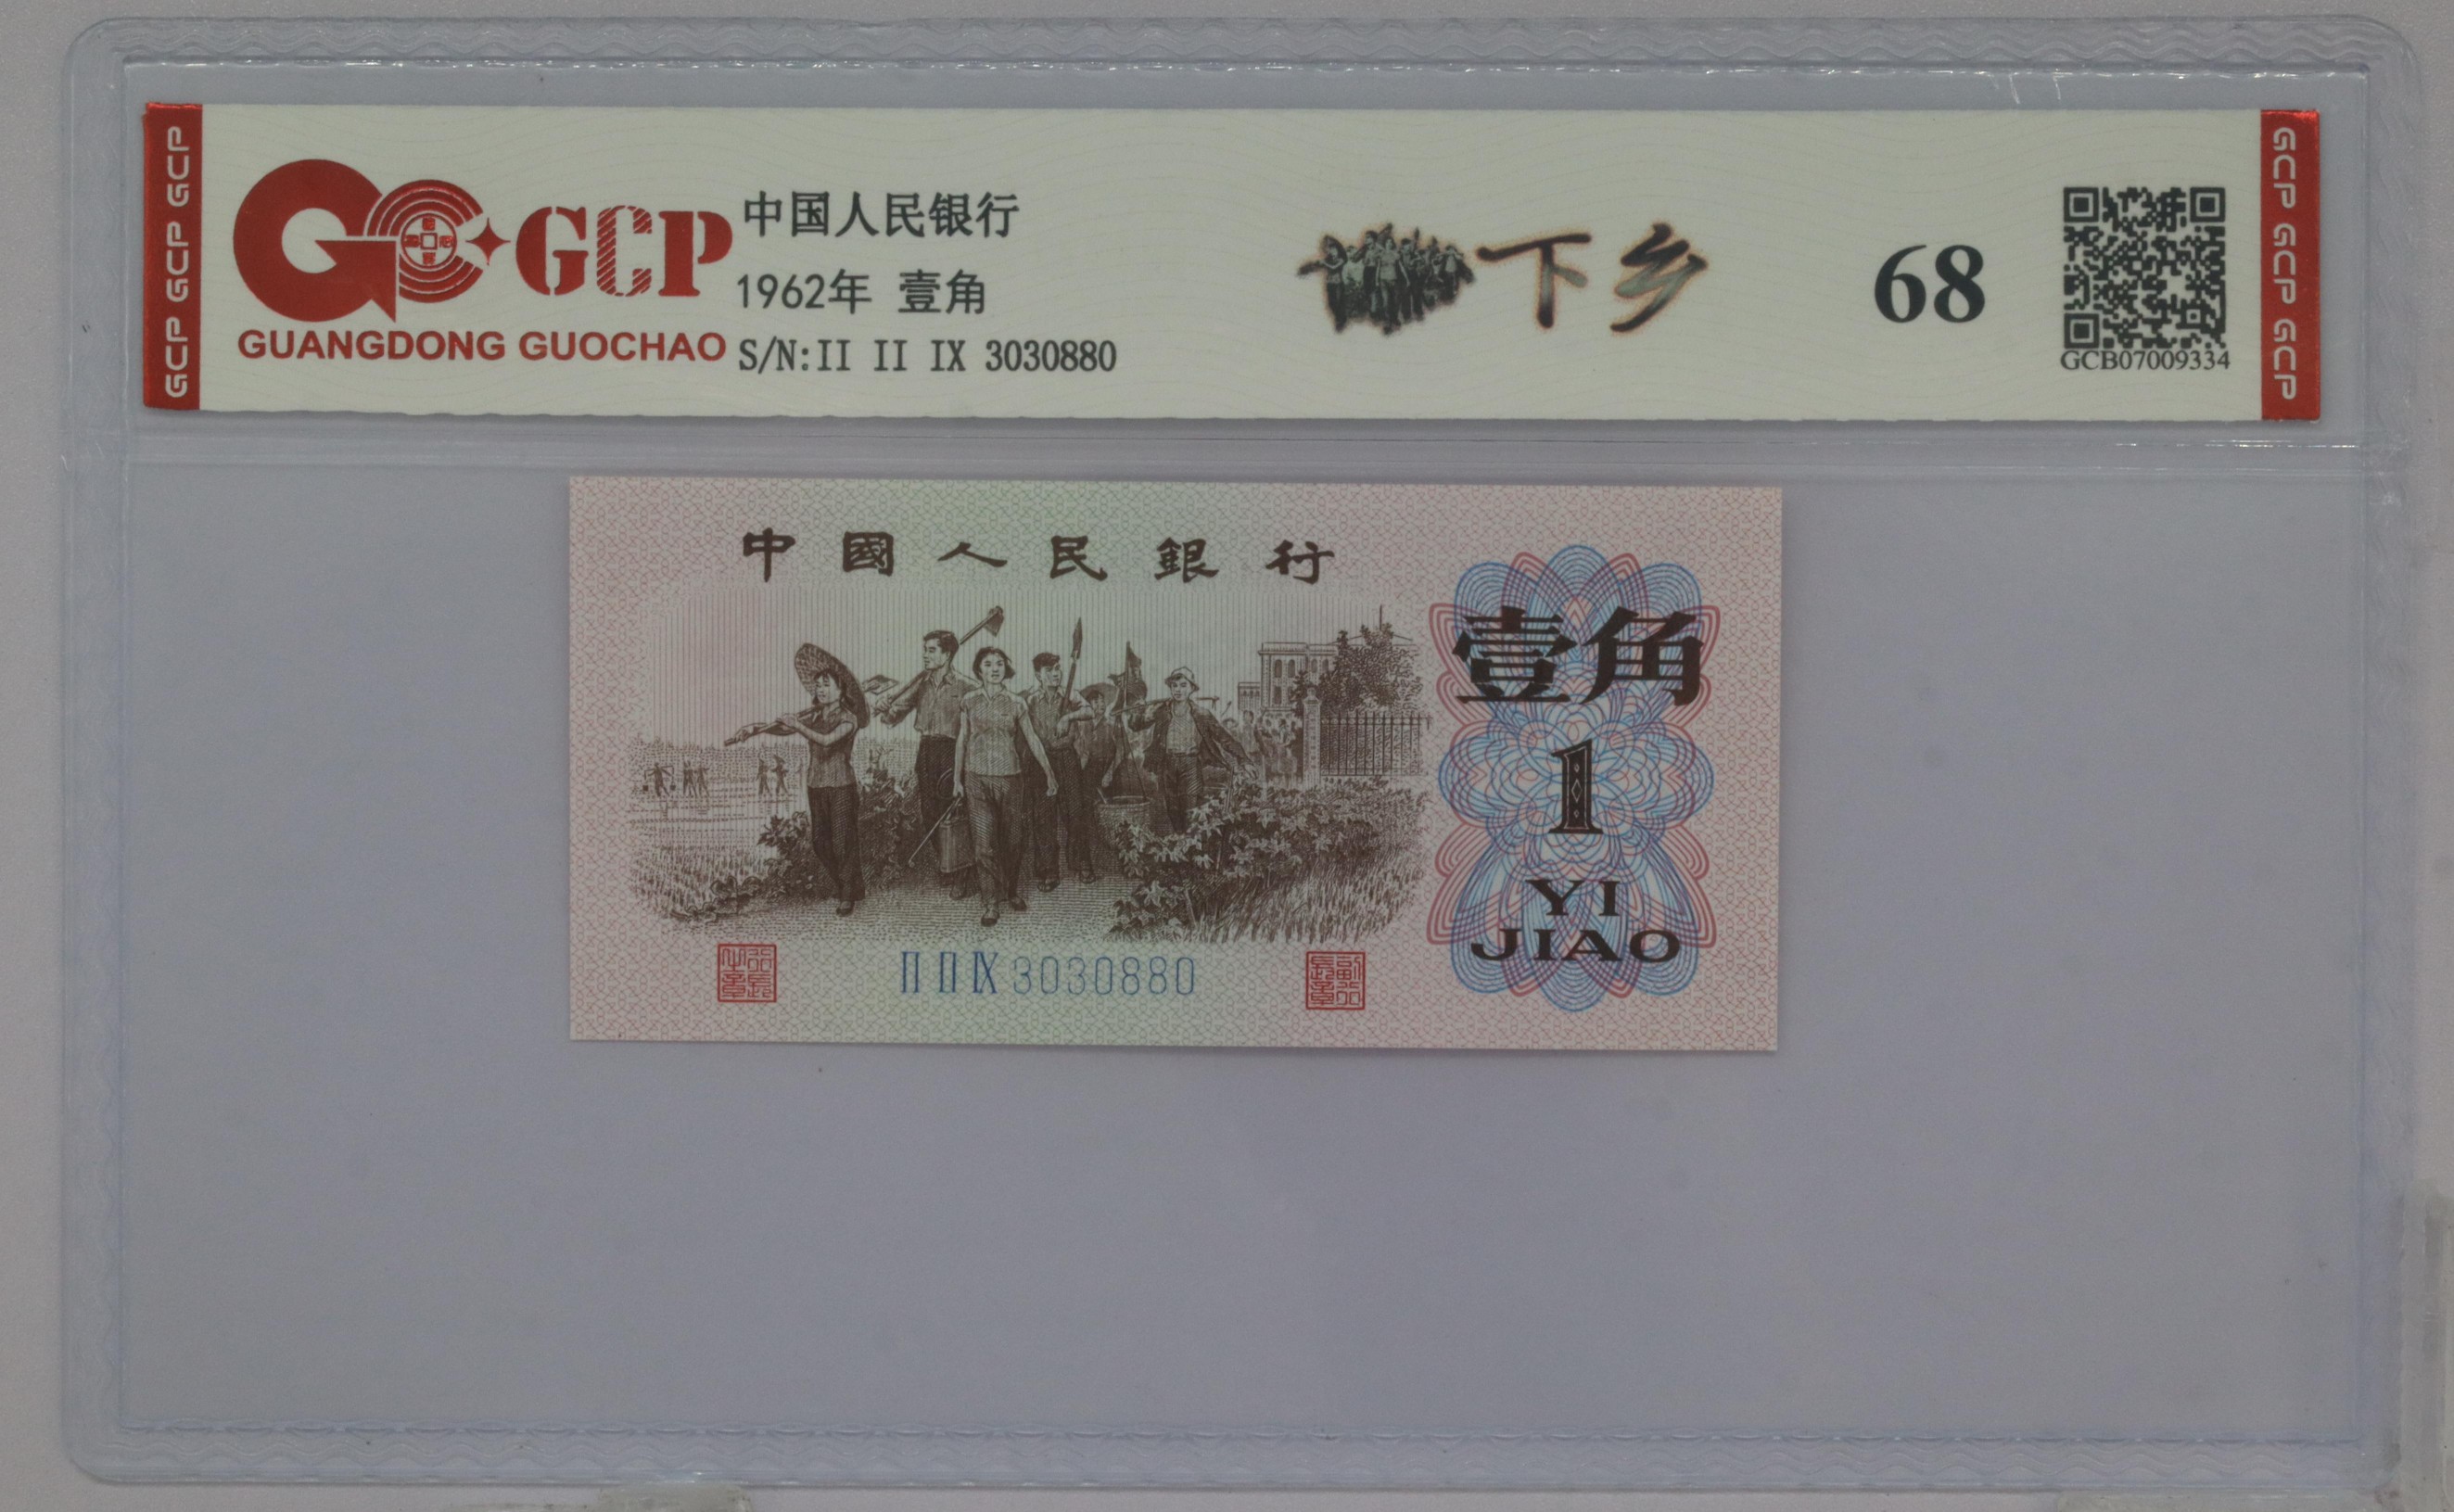 GCP GCP GCP
GCP
GUANGDONG GUOCHAO
中国人民银行
1962年 壹角
S/N:II II IX 3030880
下乡
68
GCB07009334
GCP GCP GCP
中國人民銀行
壹角
1
YI
JIAO
II II IX 3030880